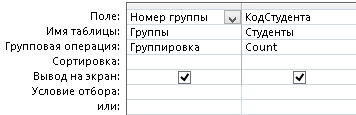 Поле: Номер группы КодСтудента
Имя таблицы: Группы Студенты
Групповая операция: Группировка Count
Сортировка:
Вывод на экран:
Условие отбора:
или: